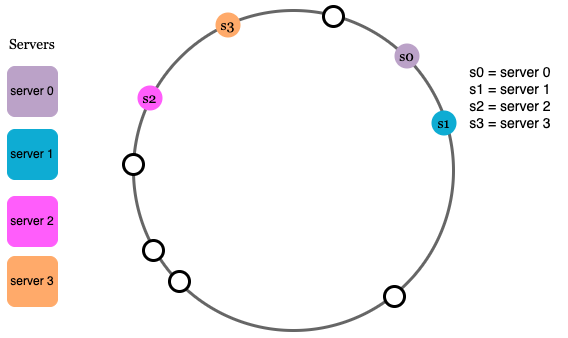 Servers
server 0
server 1
server 2
server 3
s3
s0
s2
s1
s0 = server 0
s1 = server 1
s2 = server 2
s3 = server 3